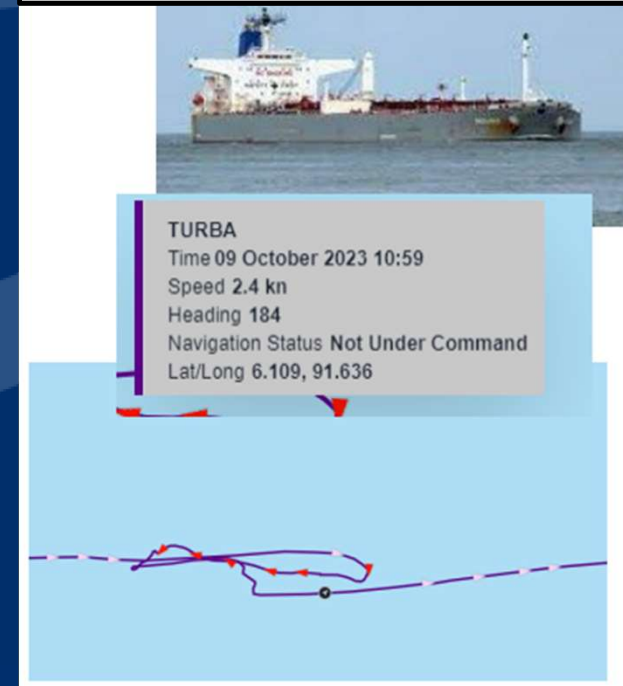 TURBA
Time 09 October 2023 10:59
Speed 2.4 kn
Heading 184
Navigation Status Not Under Command
Lat/Long 6.109, 91.636